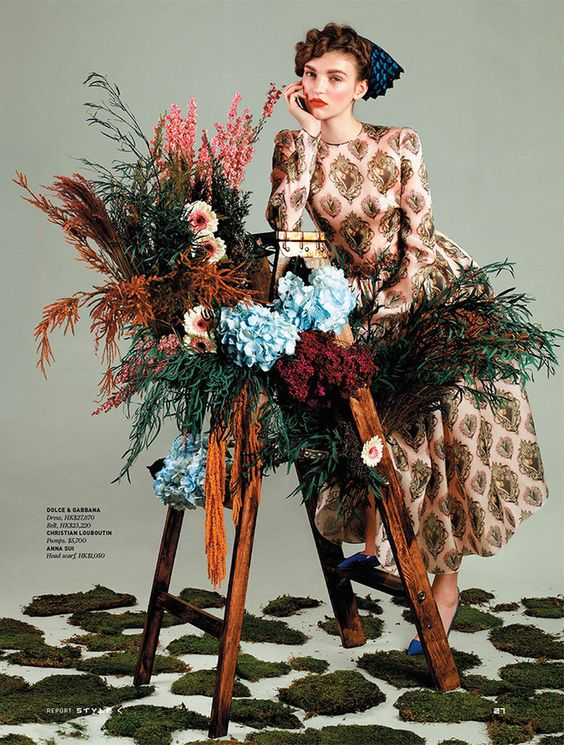 DOLCE & GABBANA
Dress, HK$27,670
Belt, HK$23,220
CHRISTIAN LOUBOUTIN
Pumps, $5,700
ANNA SUI
Head scarf, HK$1,050
REPORT STYLE
27